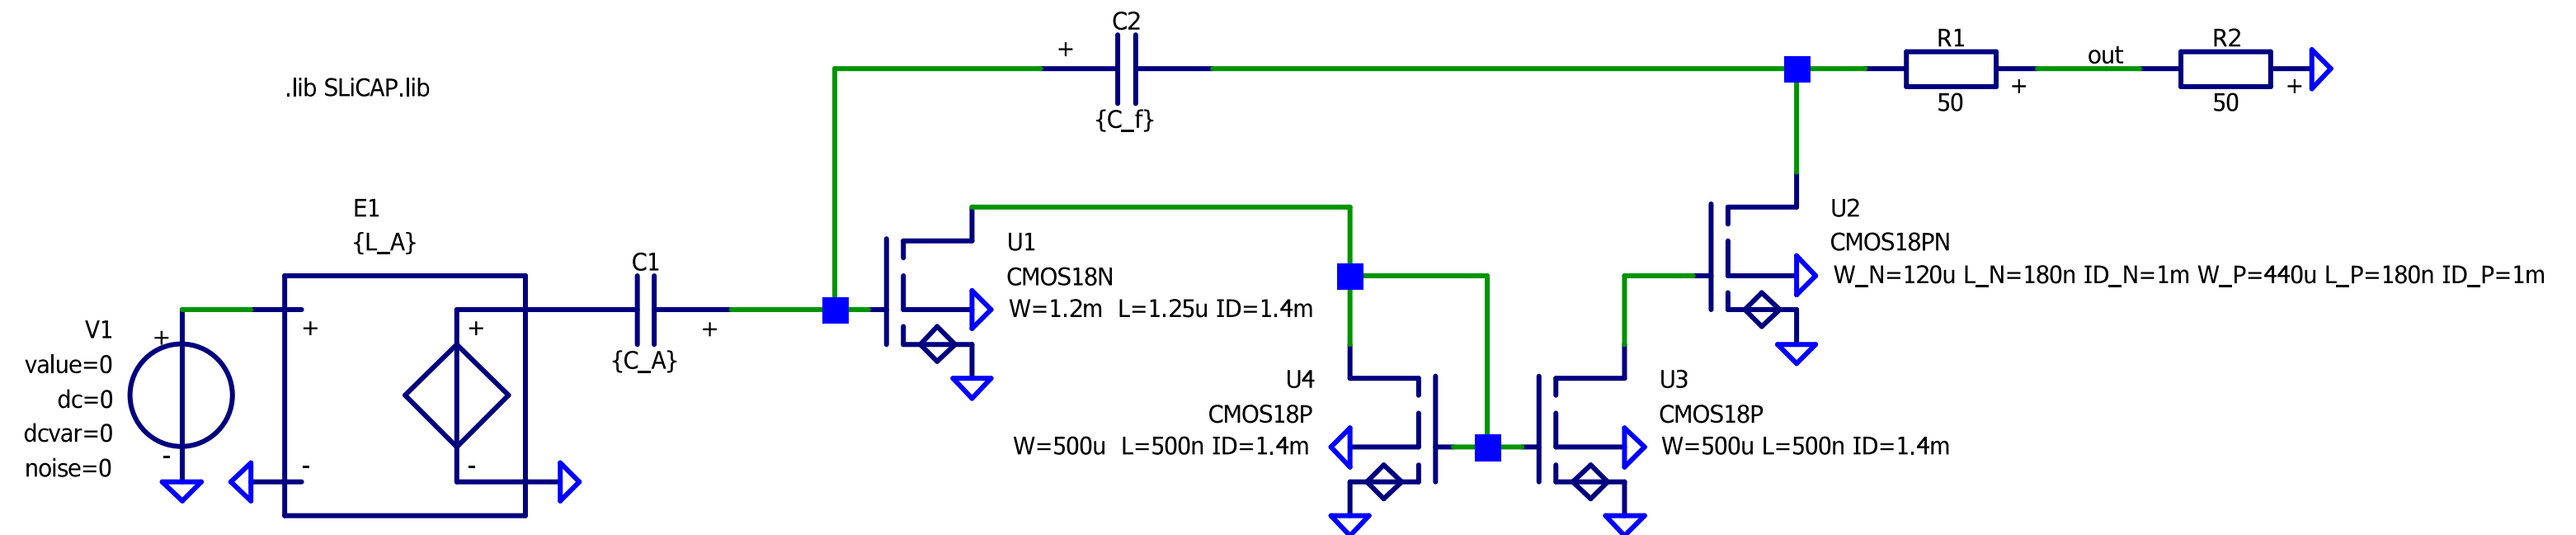 C2
+
{C_f}
R1
+
50
out
R2
+
50
.lib SLiCAP.lib
E1
{L_A}
V1
value=0
dc=0
dcvar=0
noise=0
+
-
+
-
+
-
C1
+
{C_A}
U1
CMOS18N
W=1.2m L=1.25u ID=1.4m
U2
CMOS18PN
W_N=120u L_N=180n ID_N=1m W_P=440u L_P=180n ID_P=1m
U4
CMOS18P
W=500u L=500n ID=1.4m
U3
CMOS18P
W=500u L=500n ID=1.4m